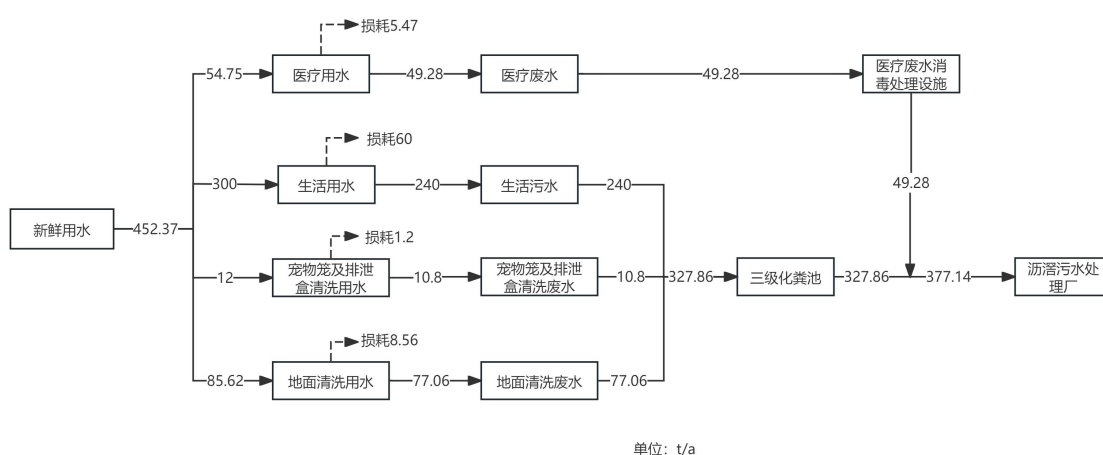 损耗5.47
54.75
医疗用水
49.28
医疗废水
49.28
医疗废水消
毒处理设施
损耗60
300
生活用水
240
生活污水
240
49.28
新鲜用水
452.37
损耗1.2
12
宠物笼及排泄
盒清洗用水
10.8
宠物笼及排泄
盒清洗废水
10.8
327.86
三级化粪池
327.86
377.14
沥滘污水处
理厂
损耗8.56
85.62
地面清洗用水
77.06
地面清洗废水
77.06
单位：t/a